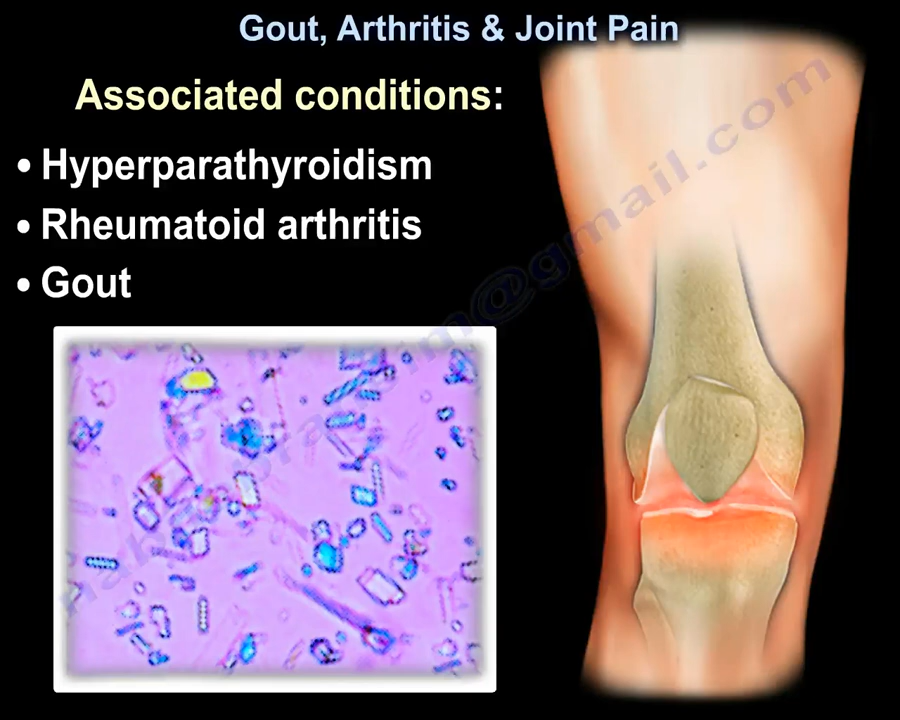 Gout, Arthritis & Joint Pain
Associated conditions:
• Hyperparathyroidism
• Rheumatoid arthritis
• Gout